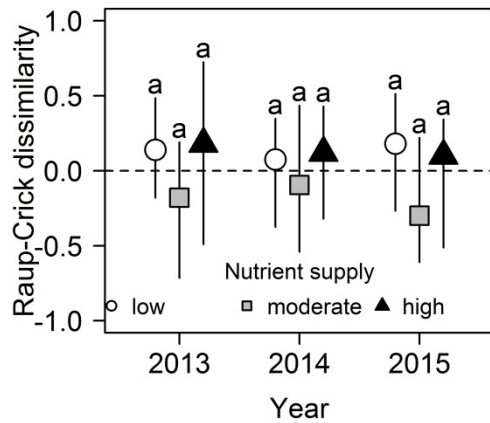 Raup-Crick dissimilarity
1.0
0.5
0.0
-0.5
-1.0
a a a a a a a a a
Nutrient supply
low moderate high
2013 2014 2015
Year